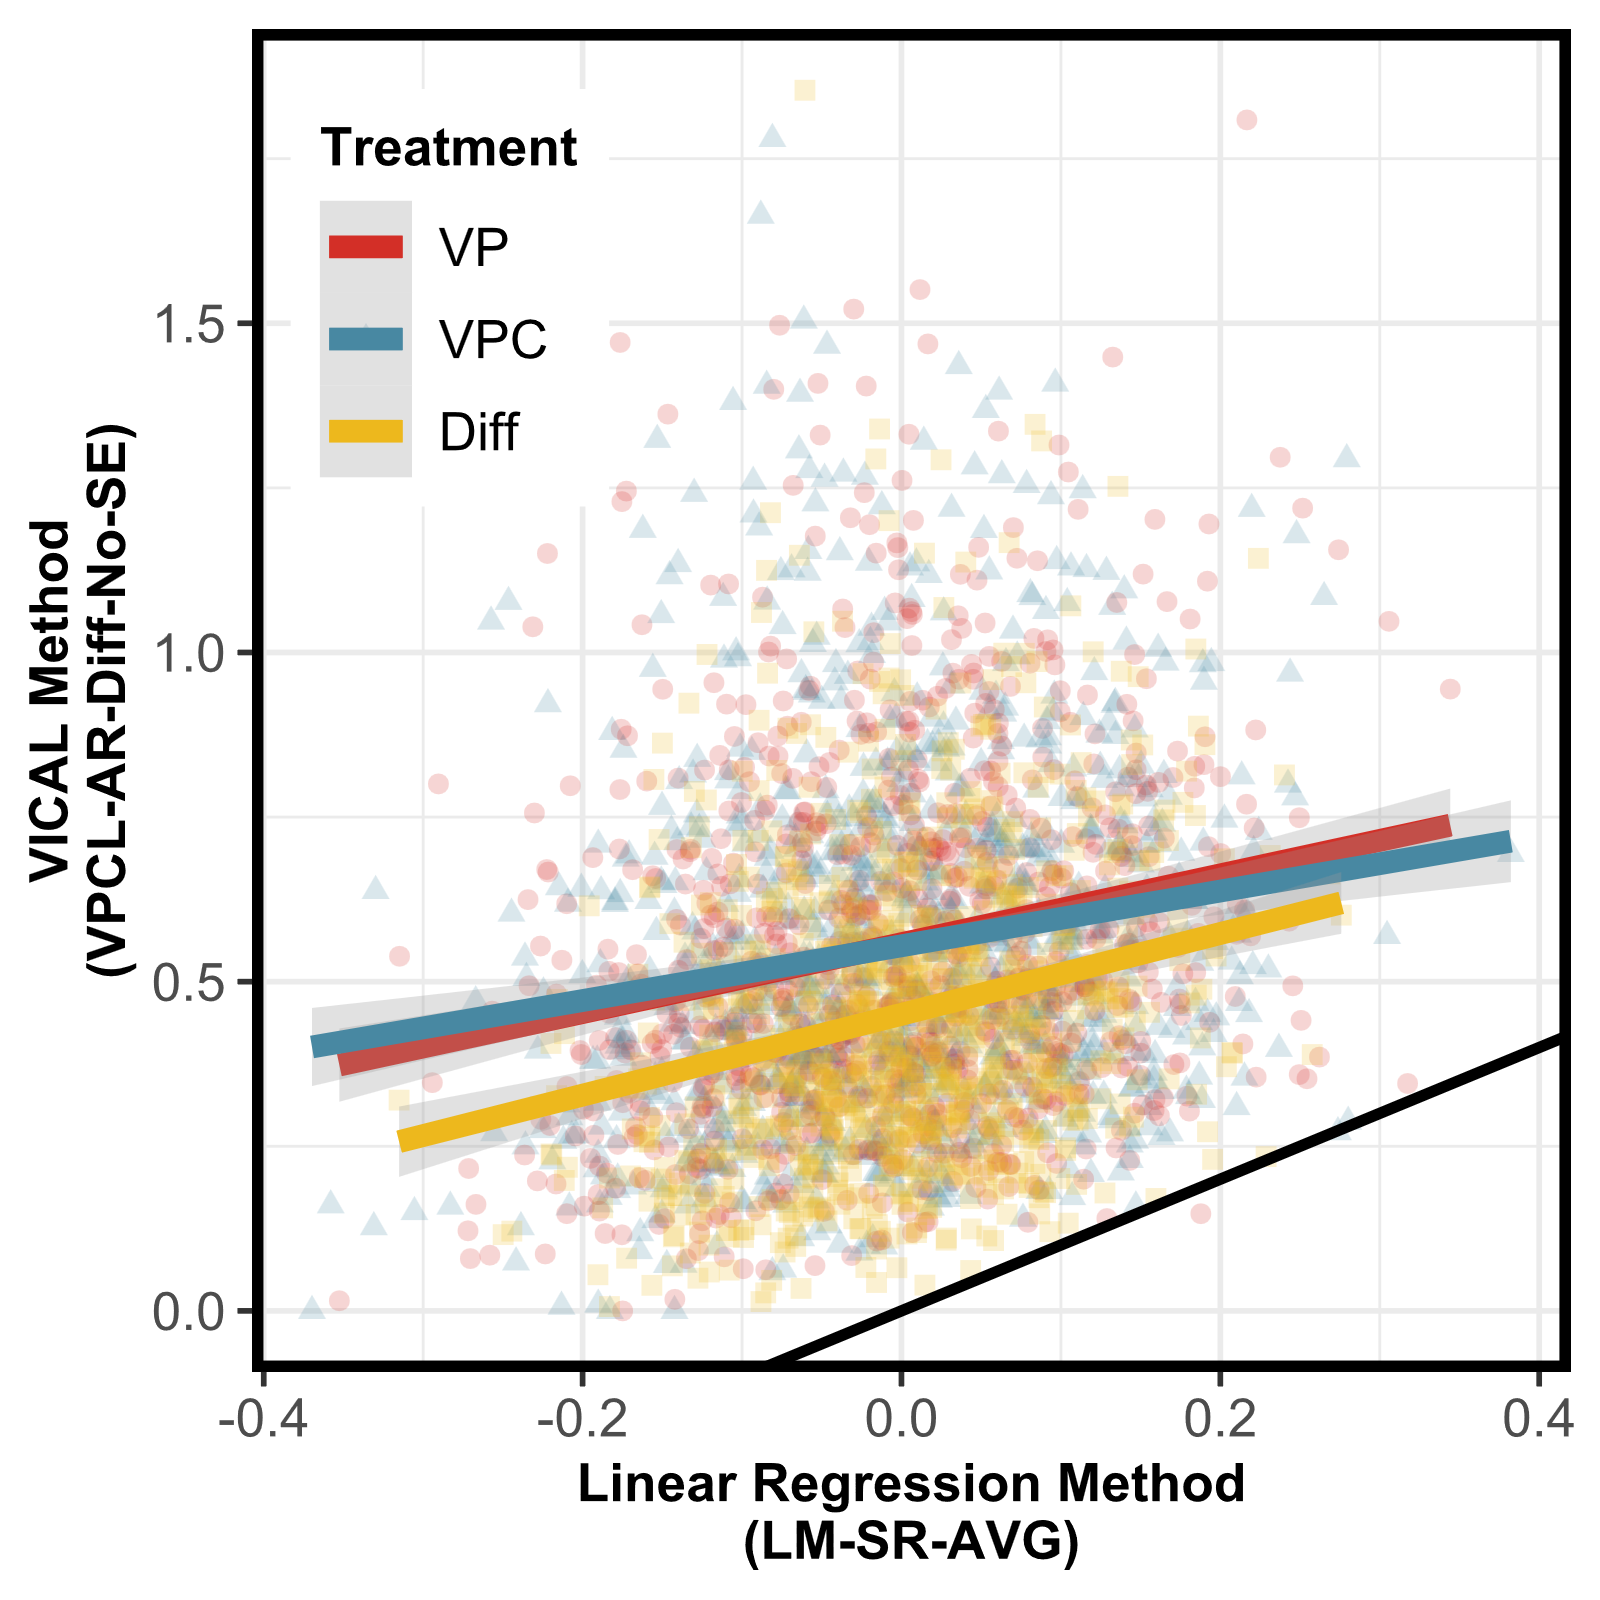 Treatment
VP
VPC
Diff
VICAL Method
(VPCL-AR-Diff-No-SE)
1.5
1.0
0.5
0.0
-0.4
-0.2
0.0
0.2
0.4
Linear Regression Method
(LM-SR-AVG)